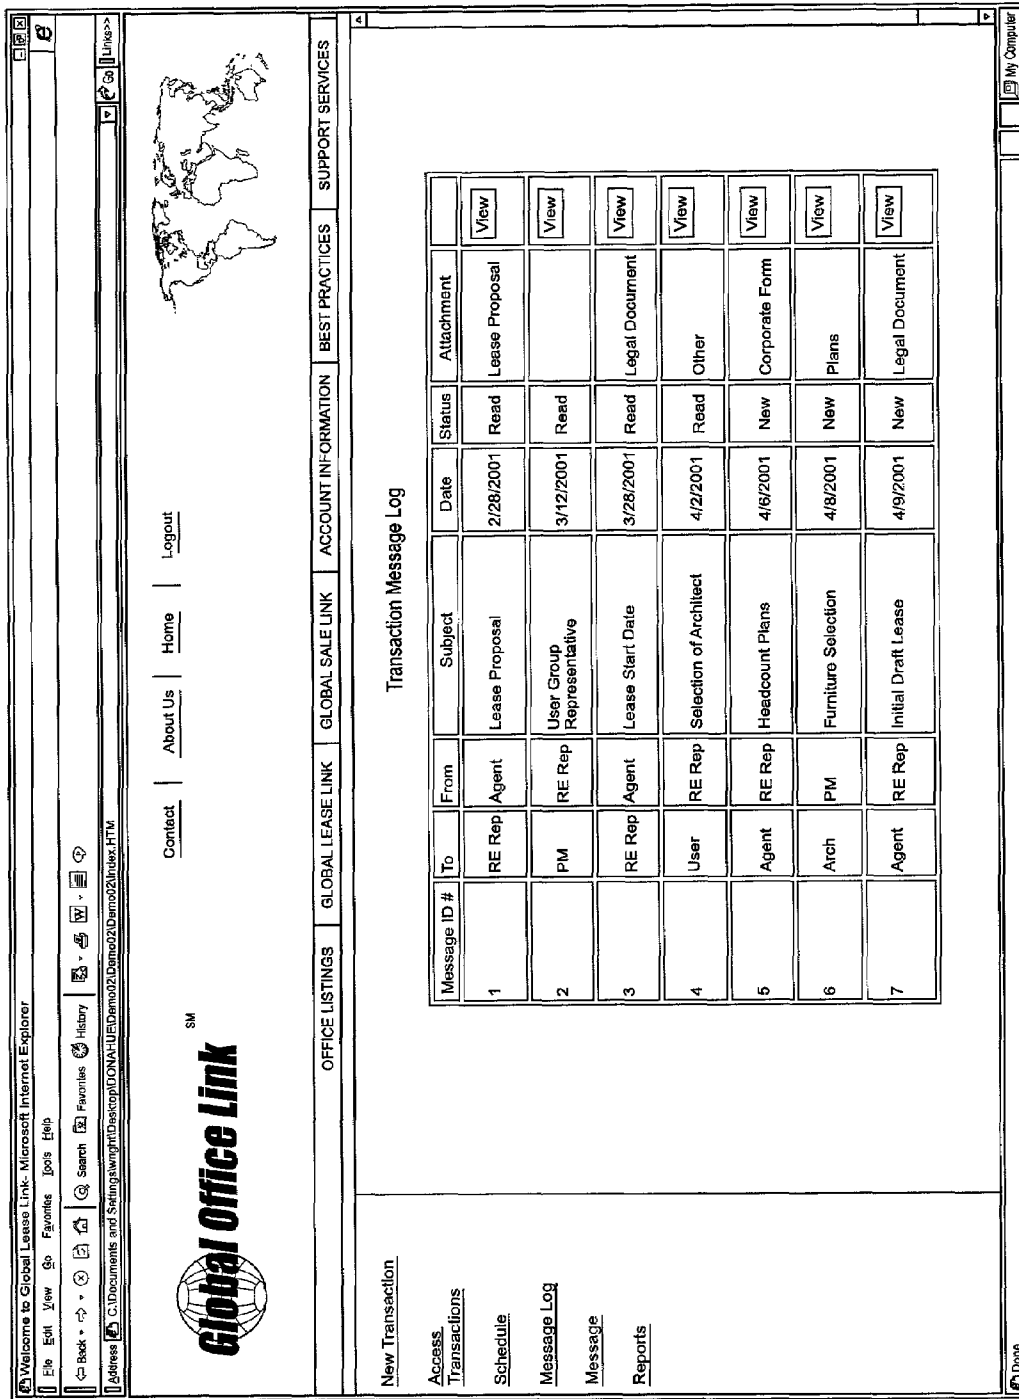 Welcome to Global Lease Link- Microsoft Internet Explorer
File Edit View Go Favorites Tools Help
Back Search Favorites History
Address C:\Documents and Settings\wright\Desktop\DONAHUE\Demo02\Demo02\Index.HTM Go Links>>
Global Office Link SM
Contact | About Us | Home | Logout
OFFICE LISTINGS | GLOBAL LEASE LINK | GLOBAL SALE LINK | ACCOUNT INFORMATION | BEST PRACTICES | SUPPORT SERVICES
New Transaction
Access
Transactions
Schedule
Message Log
Message
Reports
Transaction Message Log
Message ID # To From Subject Date Status Attachment
1 RE Rep Agent Lease Proposal 2/28/2001 Read Lease Proposal View
2 PM RE Rep User Group Representative 3/12/2001 Read View
3 RE Rep Agent Lease Start Date 3/28/2001 Read Legal Document View
4 User RE Rep Selection of Architect 4/2/2001 Read Other View
5 Agent RE Rep Headcount Plans 4/6/2001 New Corporate Form View
6 Arch PM Furniture Selection 4/8/2001 New Plans View
7 Agent RE Rep Initial Draft Lease 4/9/2001 New Legal Document View
Done My Computer